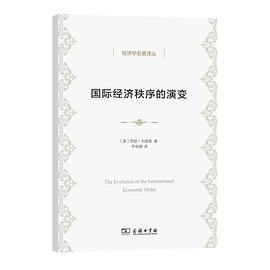 经济学名著译丛
国际经济秩序的演变
〔美〕阿瑟·刘易斯 著
乔依德 译
The Evolution of the International
Economic Order
商务印书馆